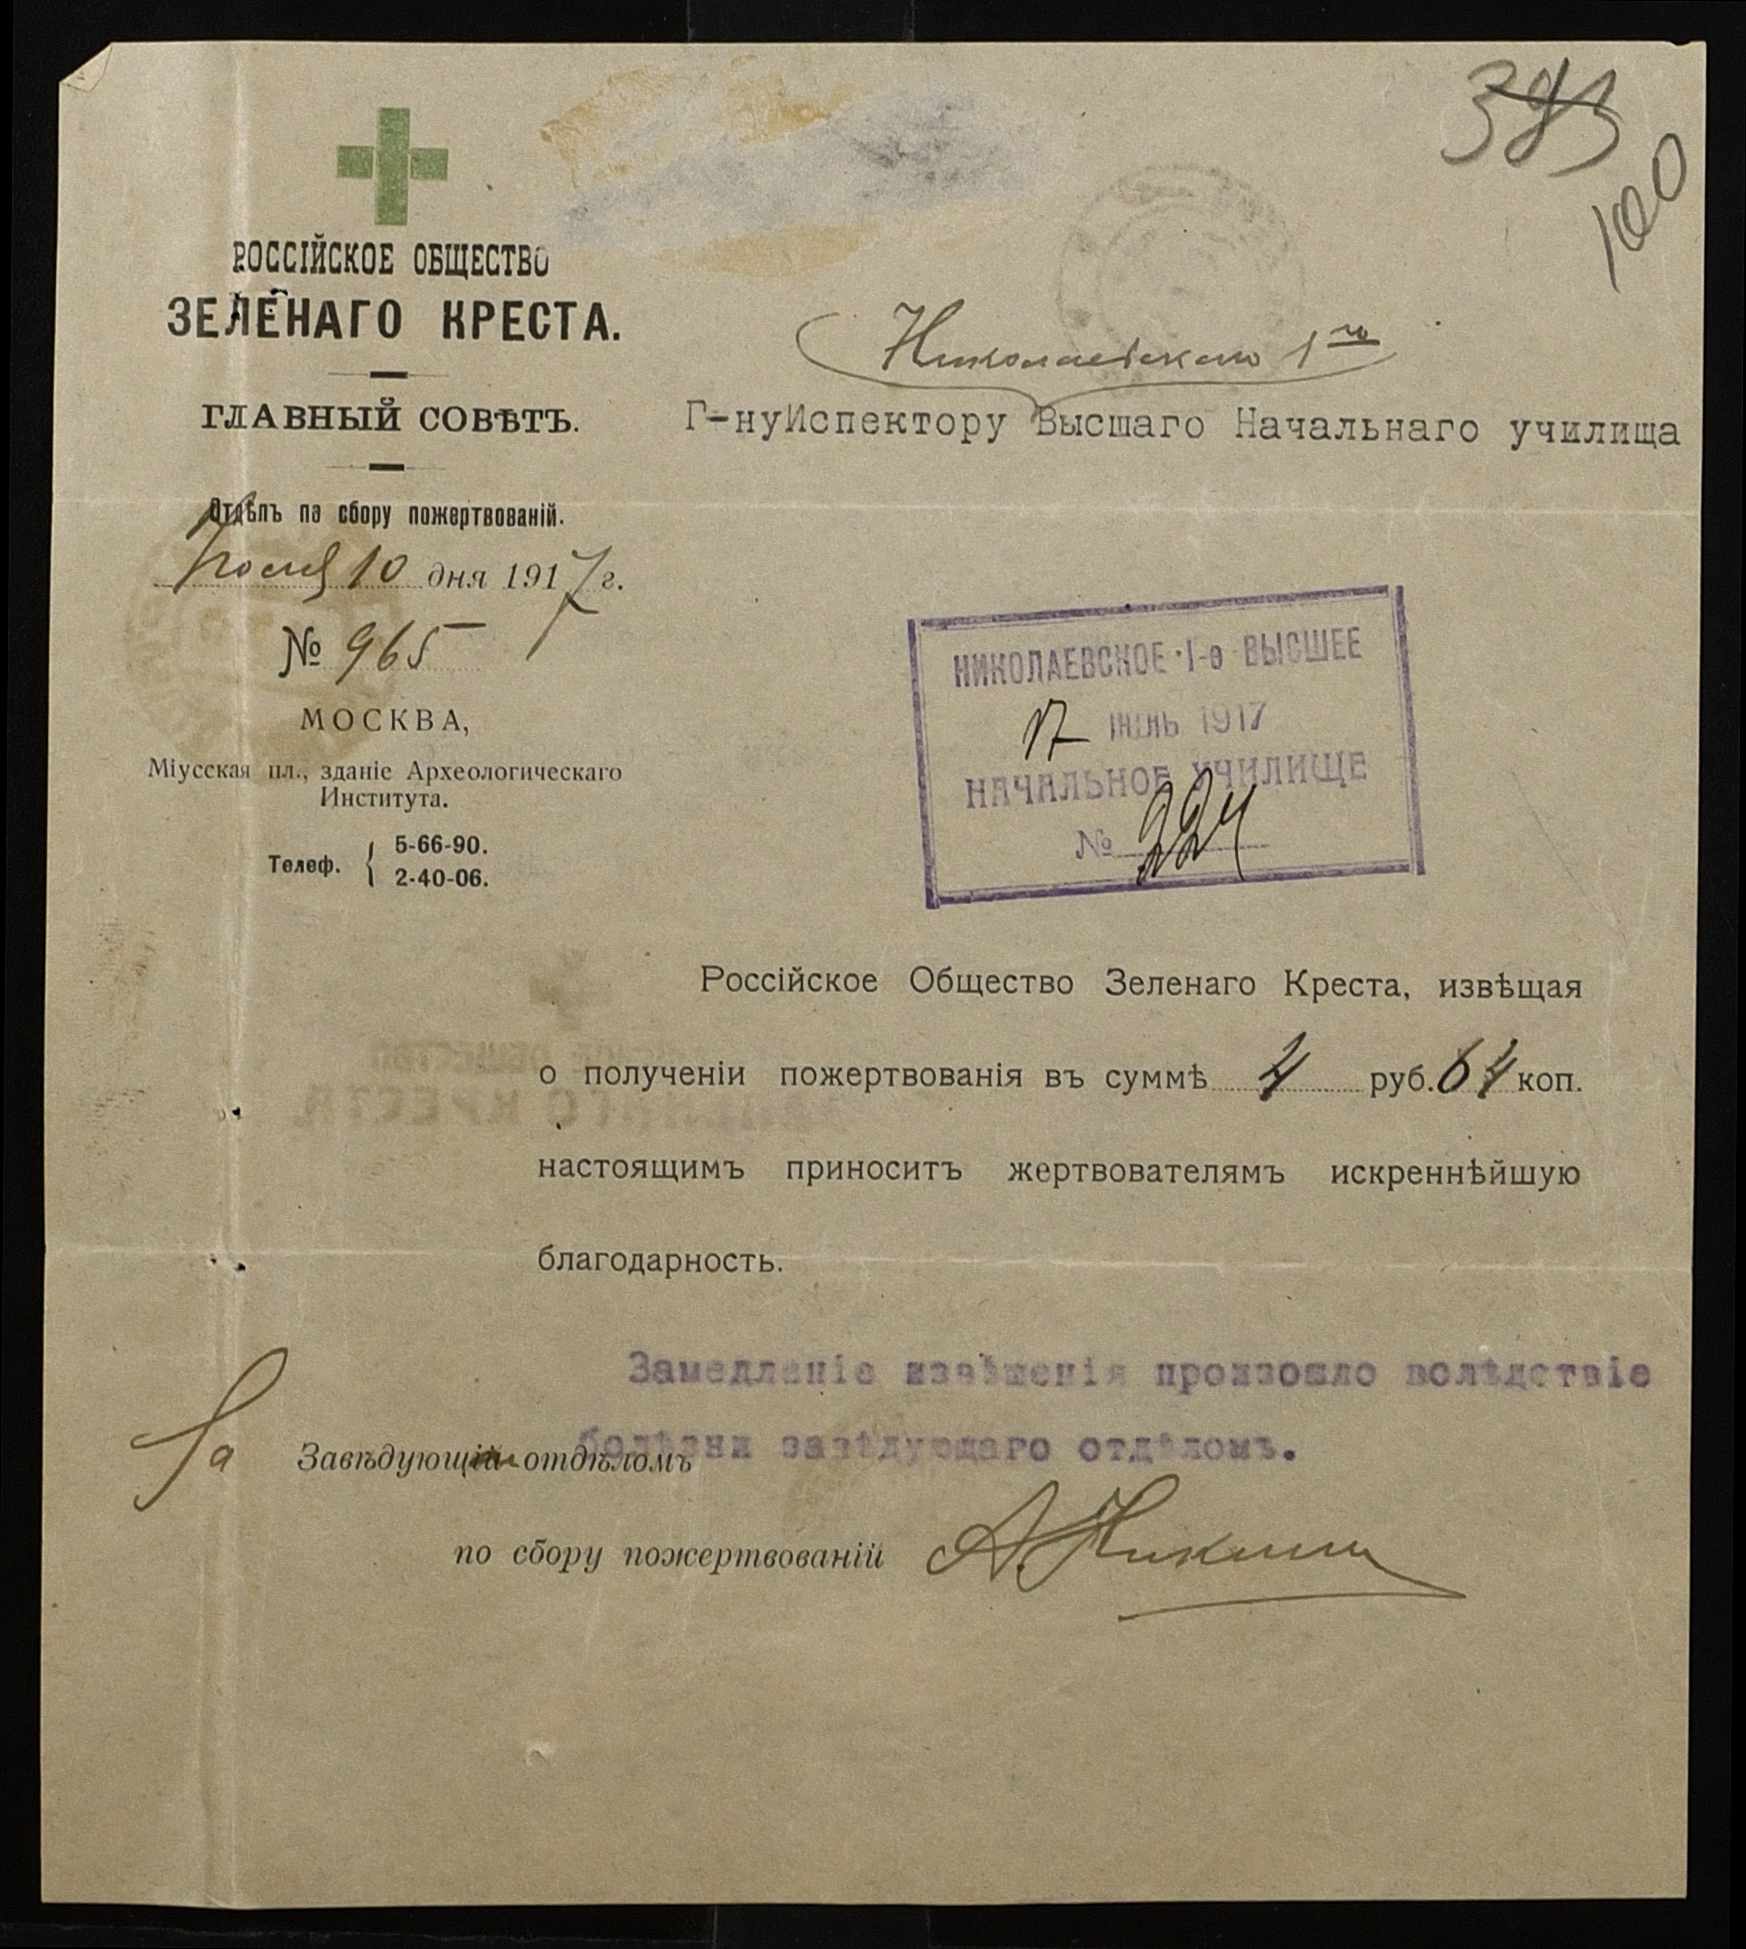 383
100
РОССІЙСКОЕ ОБЩЕСТВО
ЗЕЛЕНАГО КРЕСТА.
ГЛАВНЫЙ СОВѢТЪ.
Отдѣлъ по сбору пожертвованій.
Іюля 10 дня 1917 г.
№ 965
МОСКВА,
Міусская пл., зданіе Археологическаго
Института.
Телеф. { 5-66-90.
2-40-06.
Николаевскаго 1го
Г-нуИспектору Высшаго Начальнаго училища
НИКОЛАЕВСКОЕ 1-е ВЫСШЕЕ
17 іюль 1917
НАЧАЛЬНОЕ УЧИЛИЩЕ
№ 224
Россійское Общество Зеленаго Креста, извѣщая
о полученіи пожертвованія въ суммѣ 4 руб. 64 коп.
настоящимъ приноситъ жертвователямъ искреннѣйшую
благодарность.
Замедленіе извѣщенія произошло вслѣдствіе
болѣзни завѣдующаго отдѣломъ.
За Завѣдующій отдѣломъ
по сбору пожертвованій А. Никитин